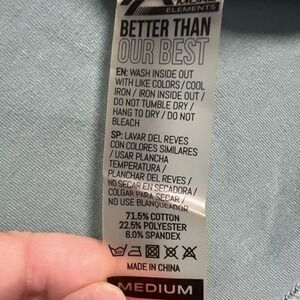 ELEMENTS
BETTER THAN
OUR BEST
EN: WASH INSIDE OUT
WITH LIKE COLORS / COOL
IRON / IRON INSIDE OUT /
DO NOT TUMBLE DRY /
HANG TO DRY / DO NOT
BLEACH
SP: LAVAR DEL REVES
CON COLORES SIMILARES
/ USAR PLANCHA
TEMPERATURA /
PLANCHAR DEL REVES /
NO SECAR EN SECADORA /
COLGAR PARA SECAR /
NO USE BLANQUEADOR
71.5% COTTON
22.5% POLYESTER
6.0% SPANDEX
MADE IN CHINA
MEDIUM